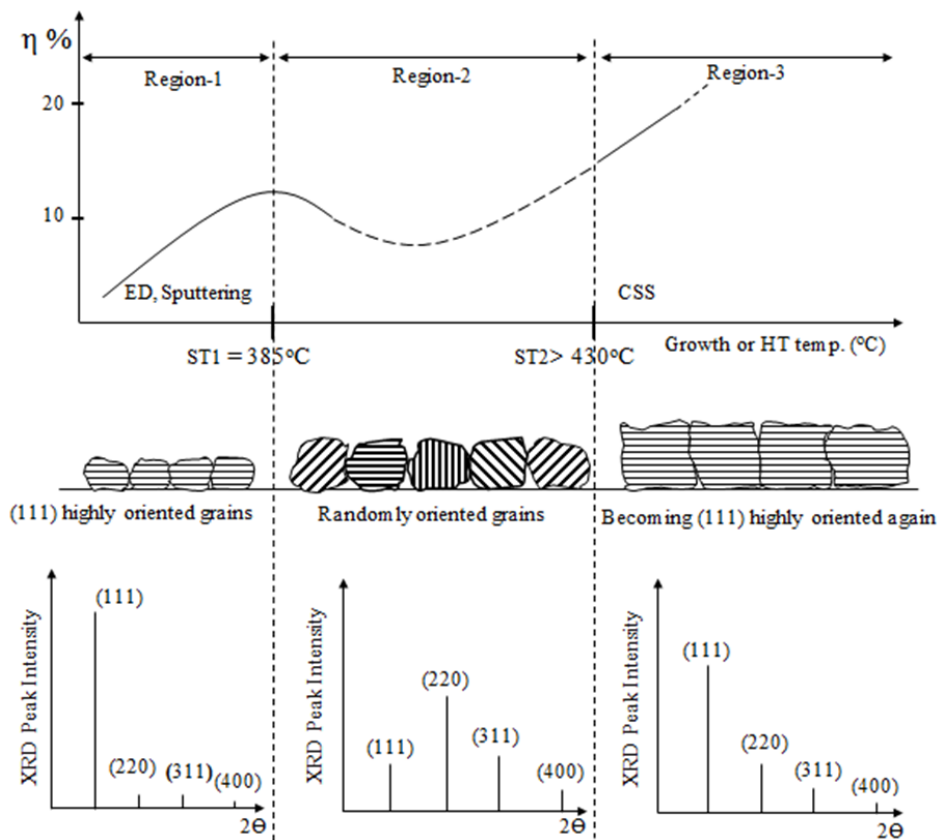 η %
Region-1
Region-2
Region-3
20
10
ED, Sputtering
CSS
ST1 = 385°C
ST2> 430°C
Growth or HT temp. (°C)
(111) highly oriented grains
Randomly oriented grains
Becoming (111) highly oriented again
XRD Peak Intensity
(111)
(220)
(311)
(400)
2Θ
XRD Peak Intensity
(111)
(220)
(311)
(400)
2Θ
XRD Peak Intensity
(111)
(220)
(311)
(400)
2Θ